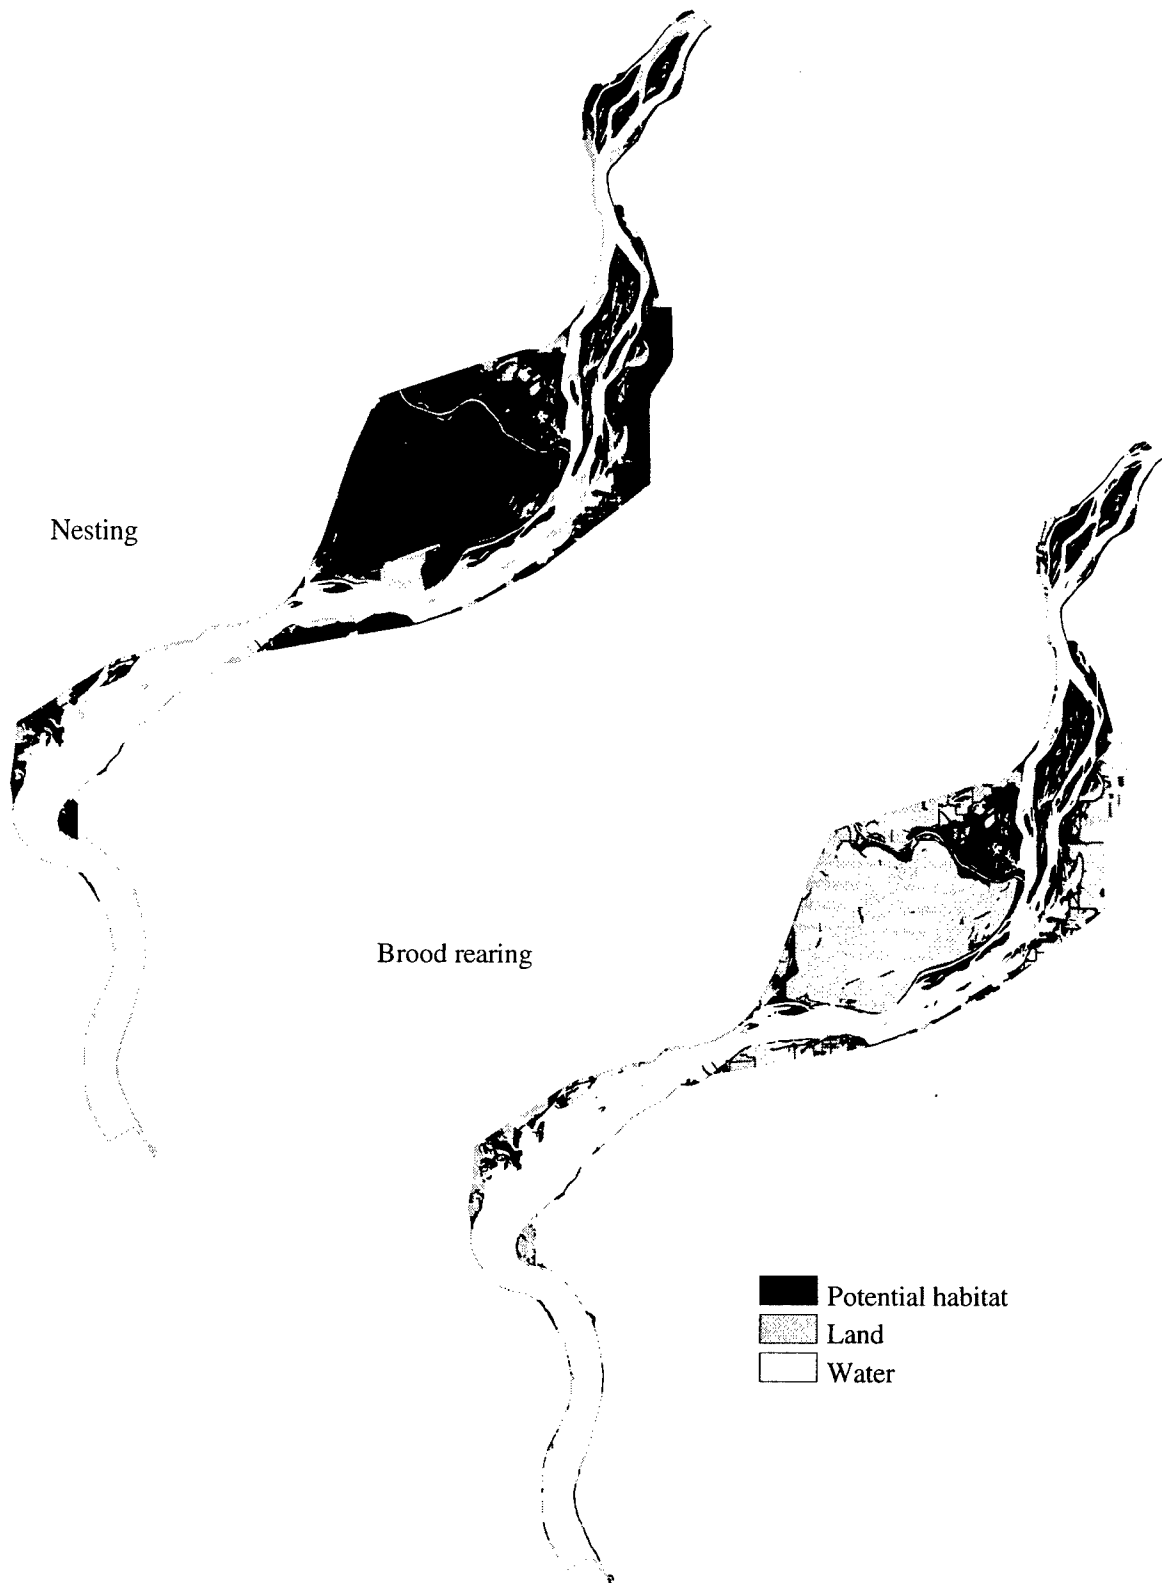 Nesting
Brood rearing
Potential habitat
Land
Water